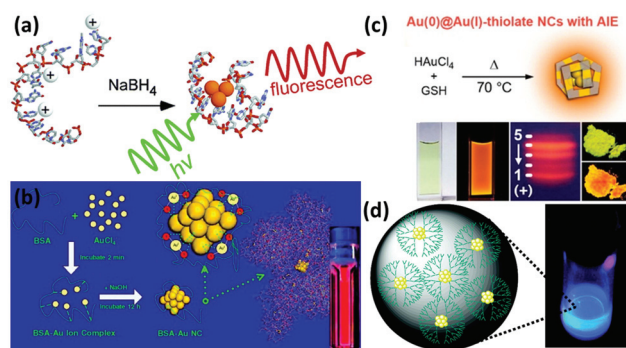 (a)
NaBH4
hν
fluorescence
(b)
BSA
+
AuCl4
Incubate 2 min
BSA-Au Ion Complex
NaOH
Incubate 12 h
BSA-Au NC
(c)
Au(0)@Au(I)-thiolate NCs with AIE
HAuCl4
+
GSH
Δ
70 °C
5
1
(+)
(d)